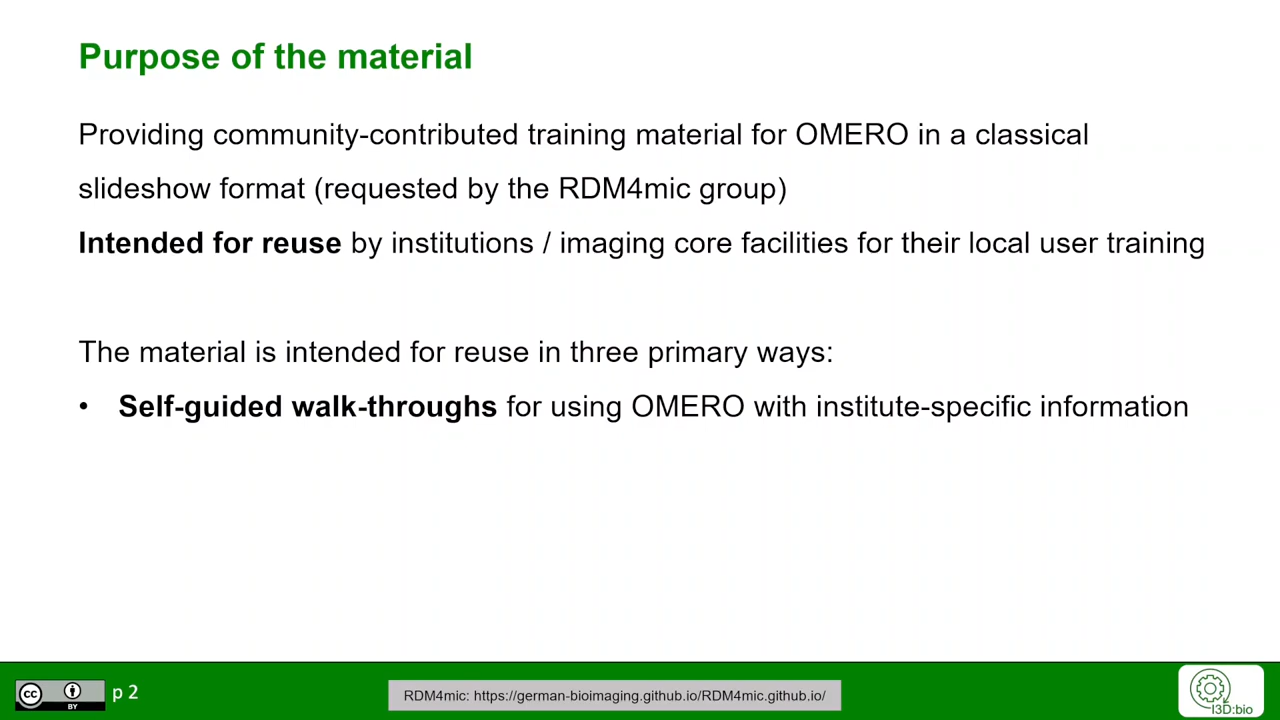 Purpose of the material
Providing community-contributed training material for OMERO in a classical
slideshow format (requested by the RDM4mic group)
Intended for reuse by institutions / imaging core facilities for their local user training
The material is intended for reuse in three primary ways:
• Self-guided walk-throughs for using OMERO with institute-specific information
cc BY
p 2
RDM4mic: https://german-bioimaging.github.io/RDM4mic.github.io/
I3D:bio